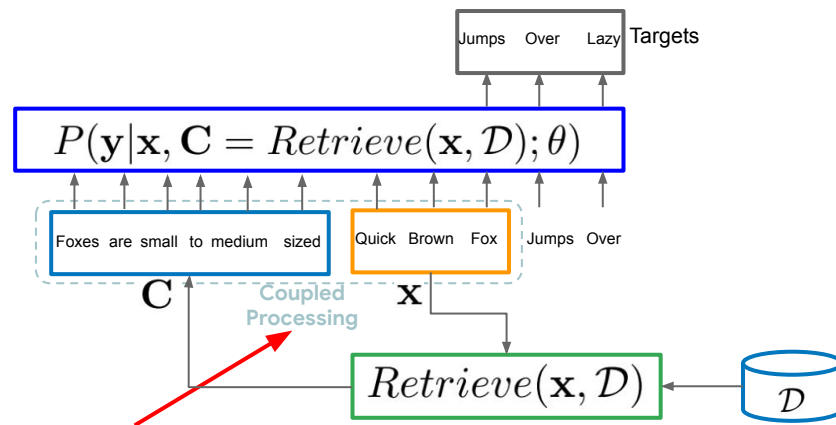 Jumps Over Lazy Targets
P(y|x, C = Retrieve(x, 𝒟); θ)
Foxes are small to medium sized Quick Brown Fox Jumps Over
C Coupled x
Processing
Retrieve(x, 𝒟) 𝒟